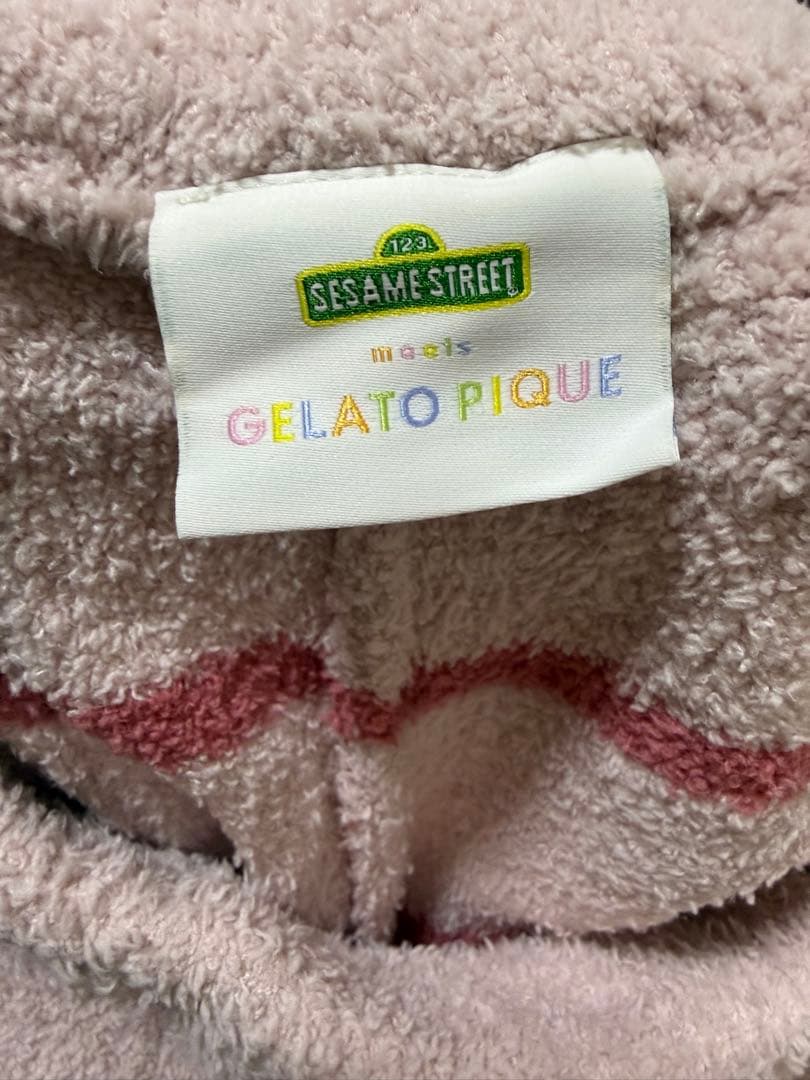 123
SESAME STREET
meets
GELATO PIQUE